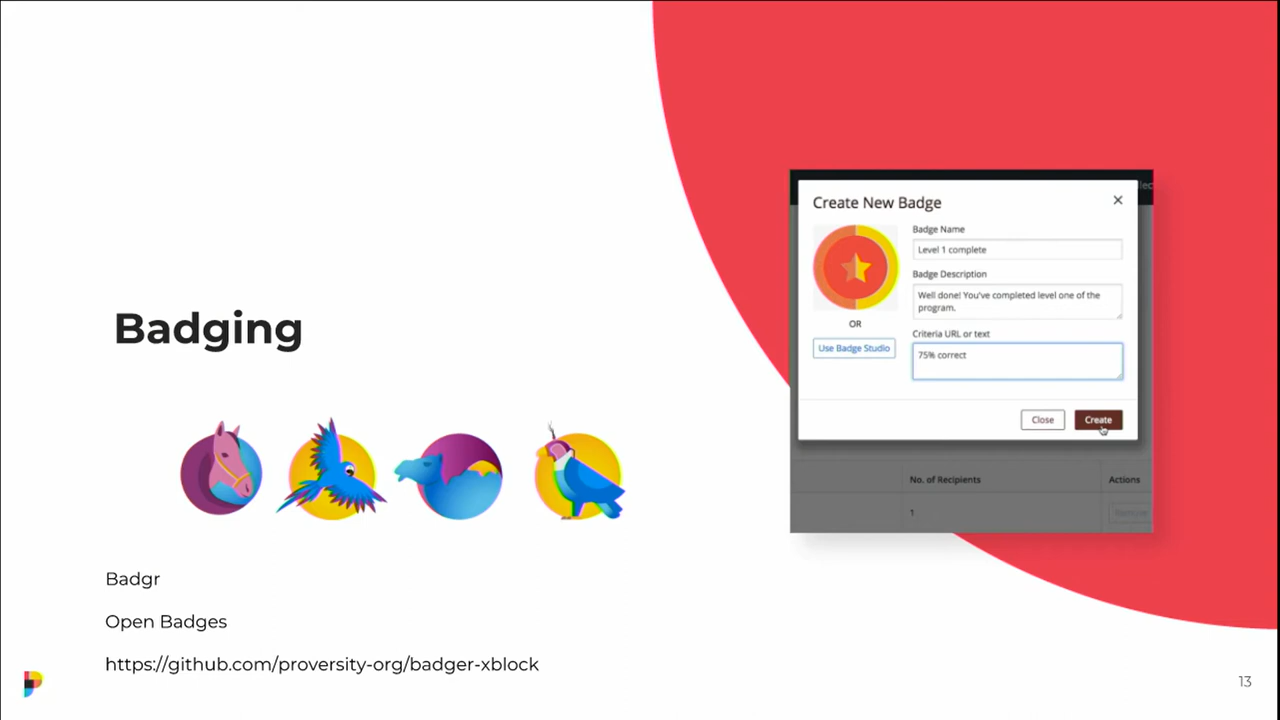 Badging
Badgr
Open Badges
https://github.com/proversity-org/badger-xblock
Create New Badge
Badge Name
Level 1 complete
Badge Description
Well done! You've completed level one of the
program.
OR
Use Badge Studio
Criteria URL or text
75% correct
Close
Create
No. of Recipients
Actions
1
13